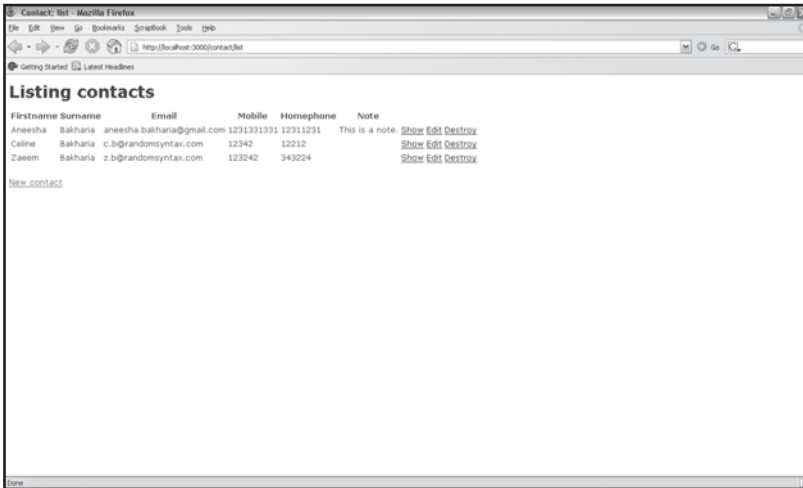 Contact: list - Mozilla Firefox
File Edit View Go Bookmarks ScrapBook Tools Help
http://localhost:3000/contact/list
Getting Started Latest Headlines
Listing contacts
Firstname Surname Email Mobile Homephone Note
Aneesha Bakharia aneesha.bakharia@gmail.com 1231331331 12311231 This is a note. Show Edit Destroy
Celine Bakharia c.b@randomsyntax.com 12342 12212 Show Edit Destroy
Zaeem Bakharia z.b@randomsyntax.com 123242 343224 Show Edit Destroy
New contact
Done